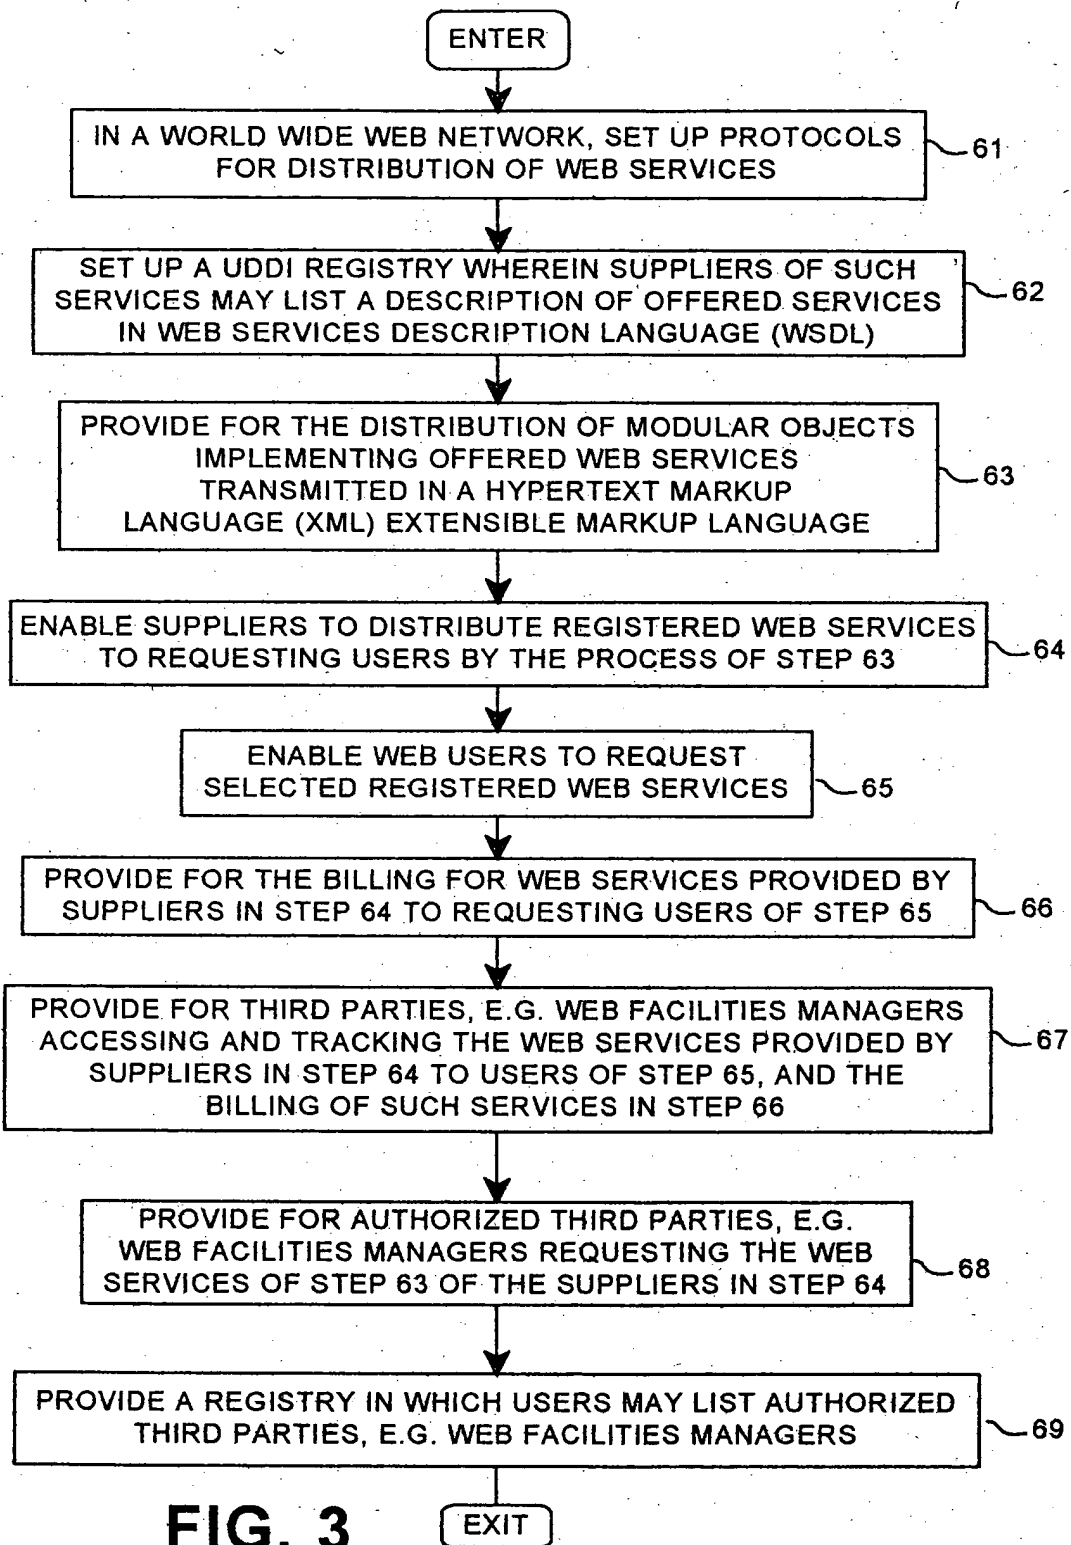 ENTER
IN A WORLD WIDE WEB NETWORK, SET UP PROTOCOLS
FOR DISTRIBUTION OF WEB SERVICES
61
SET UP A UDDI REGISTRY WHEREIN SUPPLIERS OF SUCH
SERVICES MAY LIST A DESCRIPTION OF OFFERED SERVICES
IN WEB SERVICES DESCRIPTION LANGUAGE (WSDL)
62
PROVIDE FOR THE DISTRIBUTION OF MODULAR OBJECTS
IMPLEMENTING OFFERED WEB SERVICES
TRANSMITTED IN A HYPERTEXT MARKUP
LANGUAGE (XML) EXTENSIBLE MARKUP LANGUAGE
63
ENABLE SUPPLIERS TO DISTRIBUTE REGISTERED WEB SERVICES
TO REQUESTING USERS BY THE PROCESS OF STEP 63
64
ENABLE WEB USERS TO REQUEST
SELECTED REGISTERED WEB SERVICES
65
PROVIDE FOR THE BILLING FOR WEB SERVICES PROVIDED BY
SUPPLIERS IN STEP 64 TO REQUESTING USERS OF STEP 65
66
PROVIDE FOR THIRD PARTIES, E.G. WEB FACILITIES MANAGERS
ACCESSING AND TRACKING THE WEB SERVICES PROVIDED BY
SUPPLIERS IN STEP 64 TO USERS OF STEP 65, AND THE
BILLING OF SUCH SERVICES IN STEP 66
67
PROVIDE FOR AUTHORIZED THIRD PARTIES, E.G.
WEB FACILITIES MANAGERS REQUESTING THE WEB
SERVICES OF STEP 63 OF THE SUPPLIERS IN STEP 64
68
PROVIDE A REGISTRY IN WHICH USERS MAY LIST AUTHORIZED
THIRD PARTIES, E.G. WEB FACILITIES MANAGERS
69
EXIT
FIG. 3